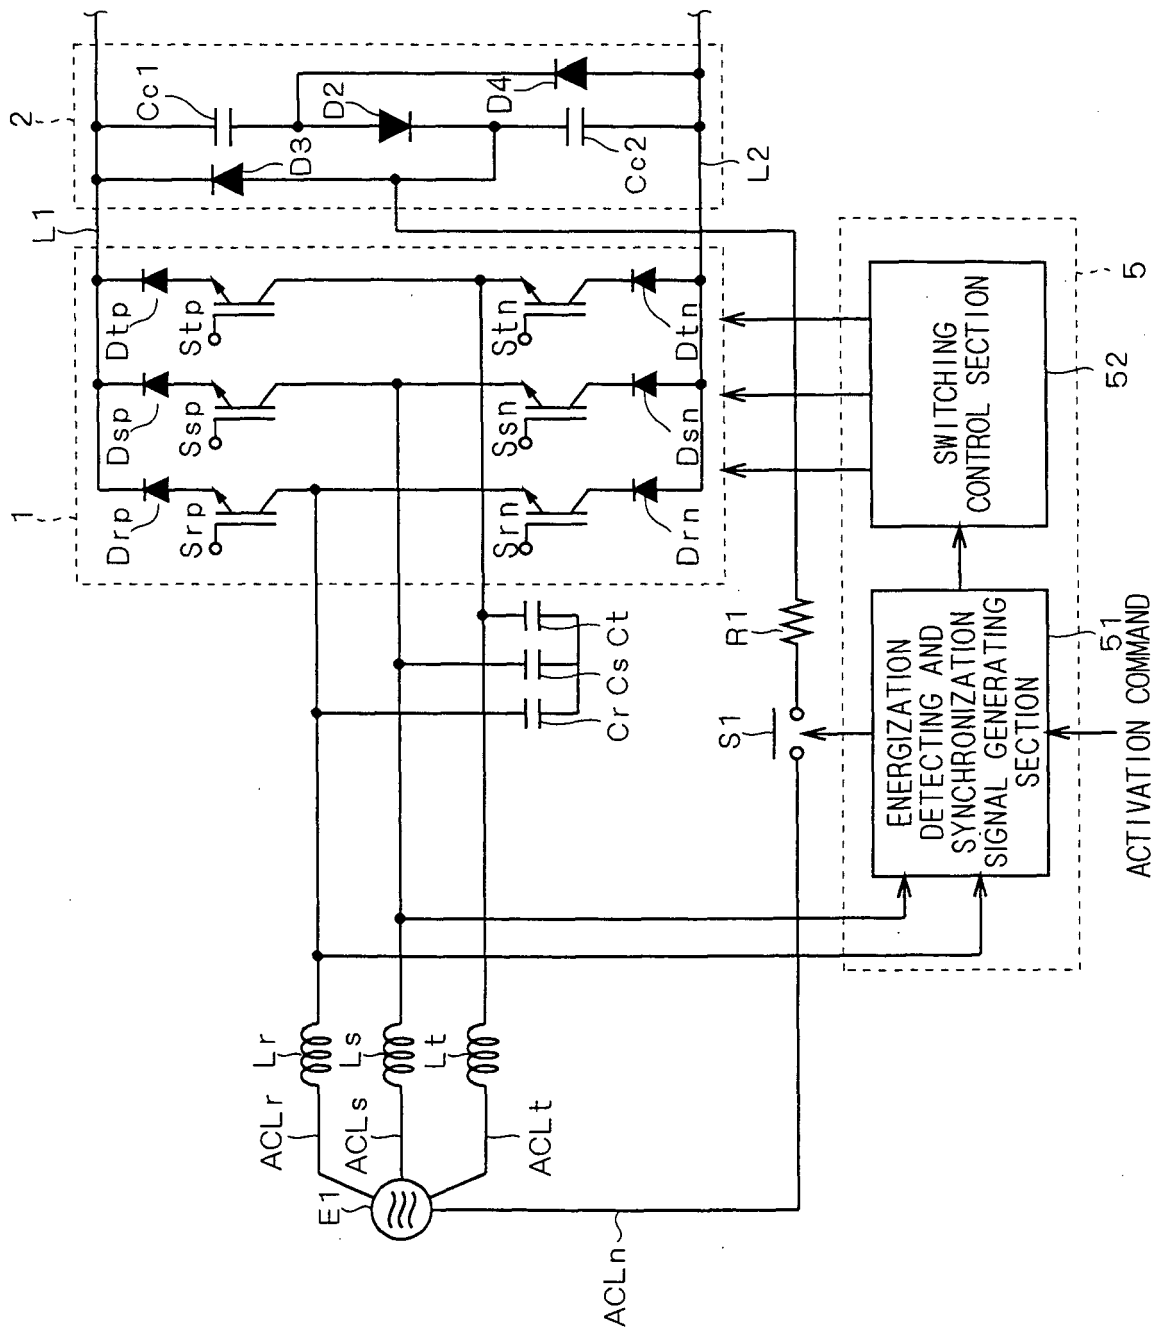 E1
ACLr
ACLs
ACLt
ACLn
Lr
Ls
Lt
Cr
Cs
Ct
S1
R1
1
Drp
Dsp
Dtp
Srp
Ssp
Stp
Srn
Ssn
Stn
Drn
Dsn
Dtn
L1
L2
2
Cc1
D3
D2
D4
Cc2
ENERGIZATION
DETECTING AND
SYNCHRONIZATION
SIGNAL GENERATING
SECTION
51
SWITCHING
CONTROL SECTION
52
5
ACTIVATION COMMAND